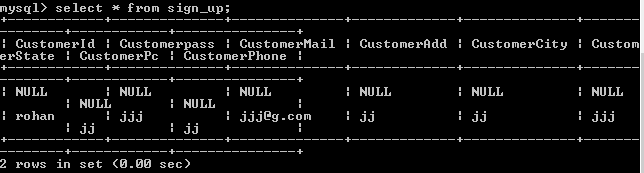 mysql> select * from sign_up;
+------------+--------------+--------------+-------------+--------------+-------
---------+------------+---------------+
| CustomerId | Customerpass | CustomerMail | CustomerAdd | CustomerCity | Custom
erState | CustomerPc | CustomerPhone |
+------------+--------------+--------------+-------------+--------------+-------
---------+------------+---------------+
| NULL | NULL | NULL | NULL | NULL | NULL
| NULL | NULL |
| rohan | jjj | jjj@g.com | jj | jj | jjj
| jj | jj |
+------------+--------------+--------------+-------------+--------------+-------
---------+------------+---------------+
2 rows in set (0.00 sec)